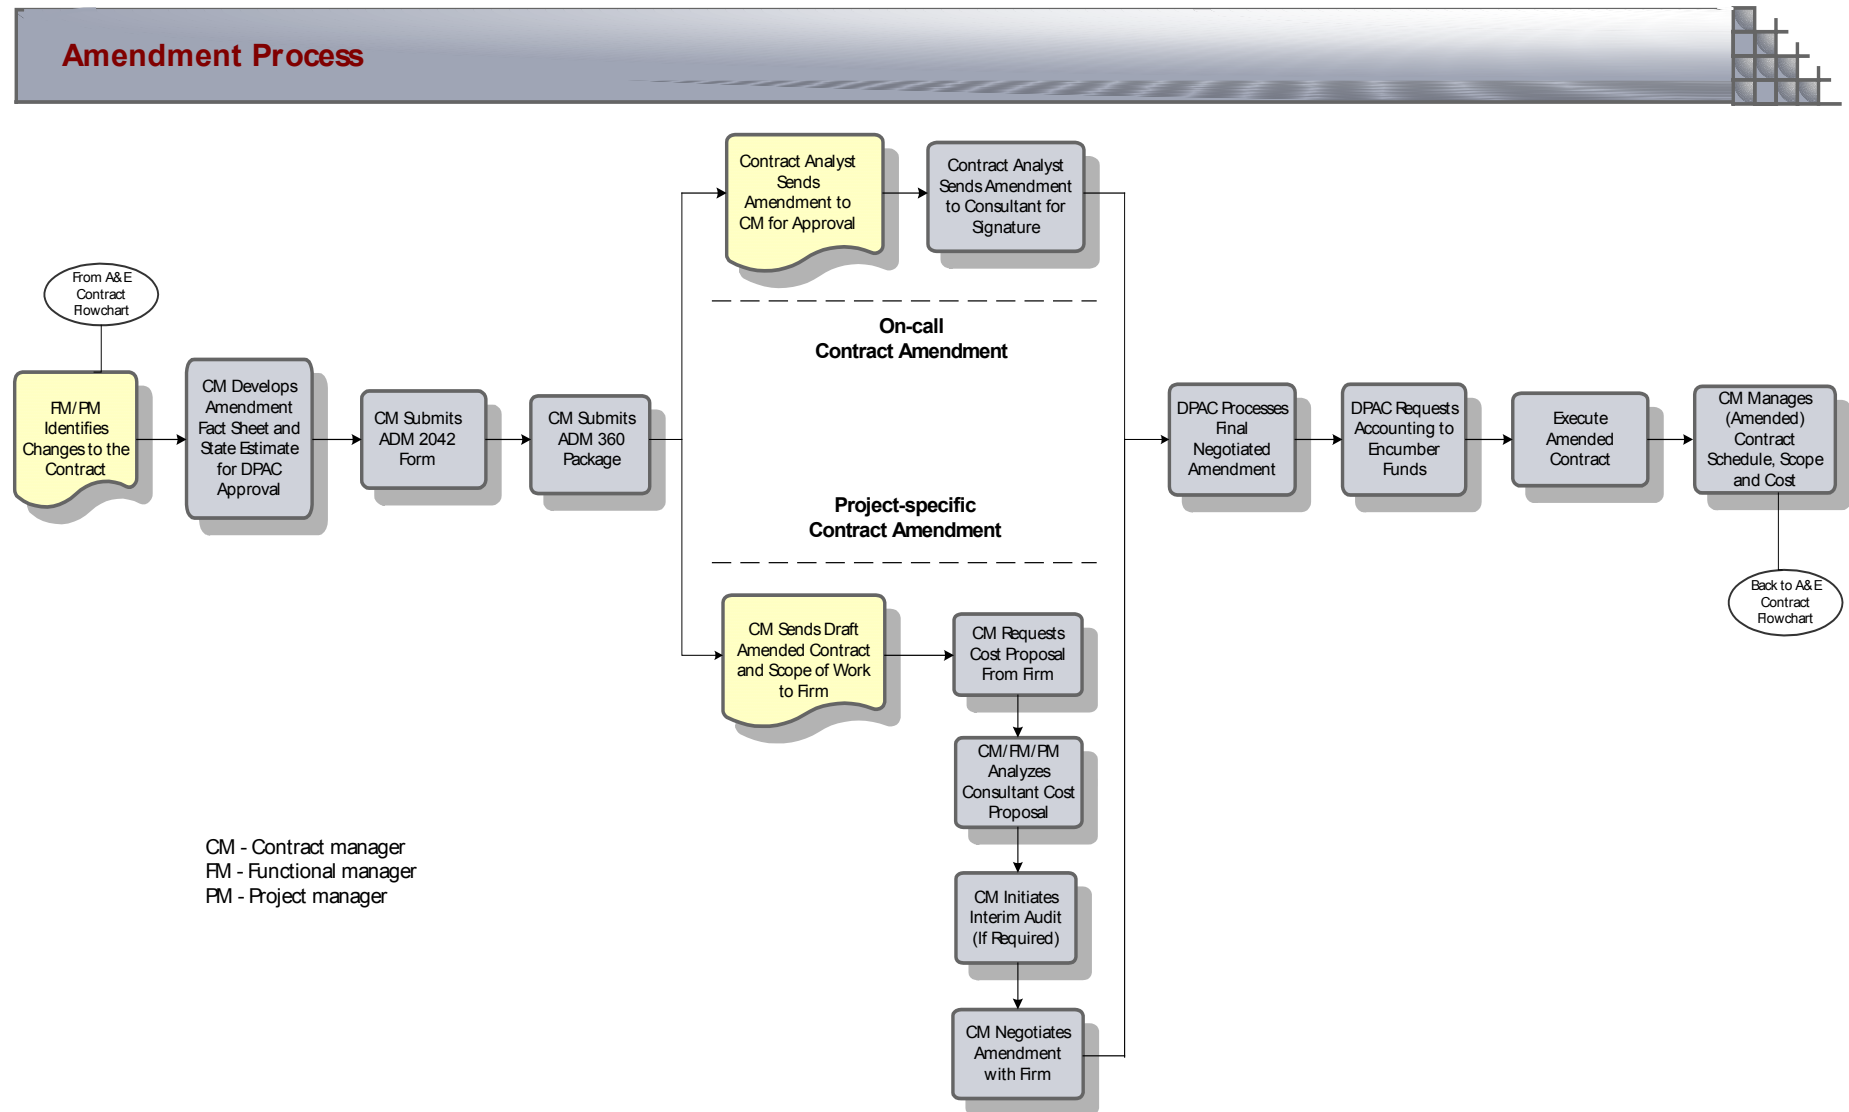 Amendment Process
Contract Analyst
Sends
Amendment to
CM for Approval
Contract Analyst
Sends Amendment
to Consultant for
Signature
On-call
Contract Amendment
From A&E
Contract
Flowchart
FM/PM
Identifies
Changes to the
Contract
CM Develops
Amendment
Fact Sheet and
State Estimate
for DPAC
Approval
CM Submits
ADM 2042
Form
CM Submits
ADM 360
Package
Project-specific
Contract Amendment
CM Sends Draft
Amended Contract
and Scope of Work
to Firm
CM Requests
Cost Proposal
From Firm
CM/FM/PM
Analyzes
Consultant Cost
Proposal
CM Initiates
Interim Audit
(If Required)
CM Negotiates
Amendment
with Firm
DPAC Processes
Final
Negotiated
Amendment
DPAC Requests
Accounting to
Encumber
Funds
Execute
Amended
Contract
CM Manages
(Amended)
Contract
Schedule, Scope
and Cost
Back to A&E
Contract
Flowchart
CM - Contract manager
FM - Functional manager
PM - Project manager